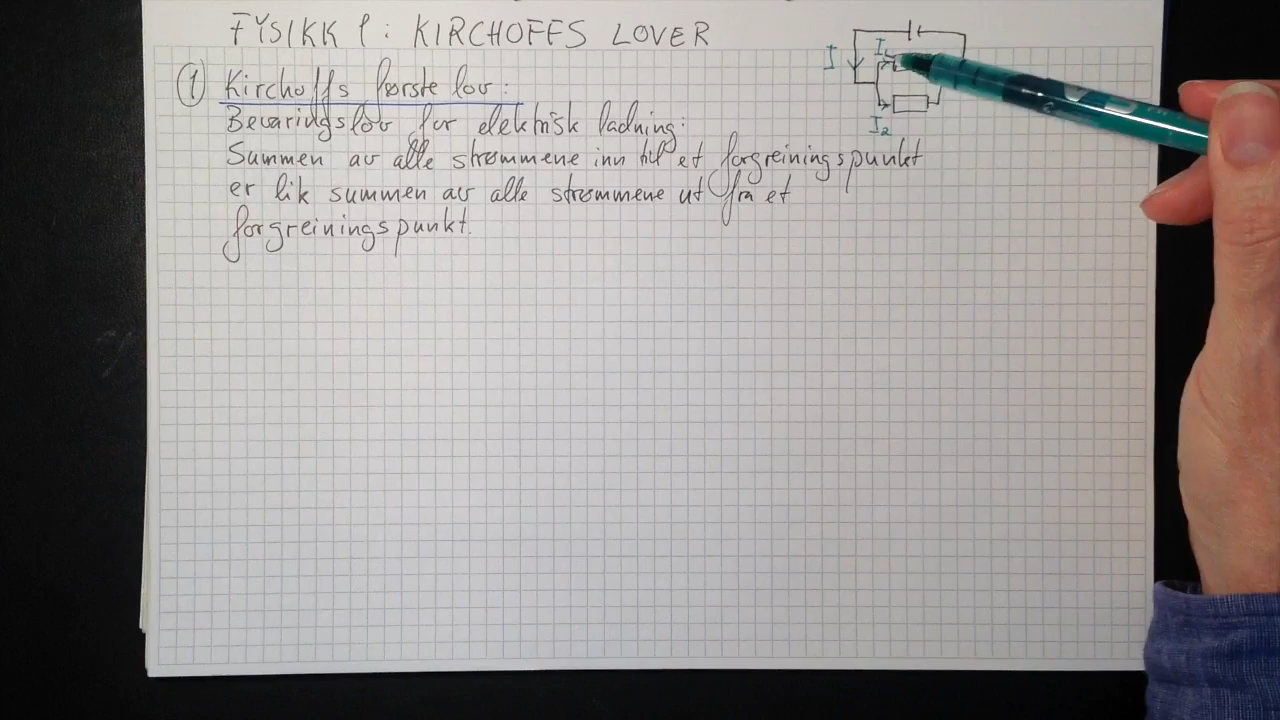 FYSIKK 1: KIRCHOFFS LOVER
① Kirchoffs første lov:
Bevaringslov for elektrisk ladning:
Summen av alle strømmene inn til et forgreiningspunkt
er lik summen av alle strømmene ut fra et
forgreiningspunkt.
I
I₁
I₂